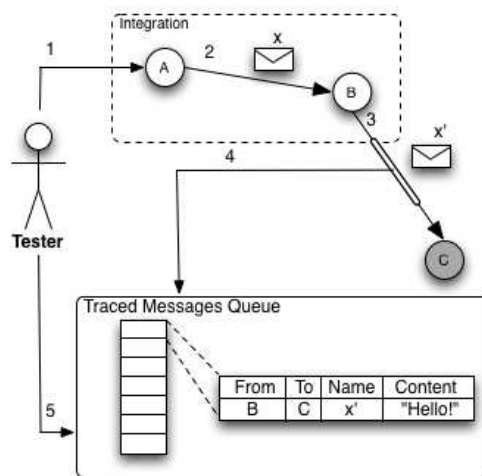 Integration
1
A
2
x
B
3
x'
4
C
Tester
Traced Messages Queue
From To Name Content
B C x' "Hello!"
5